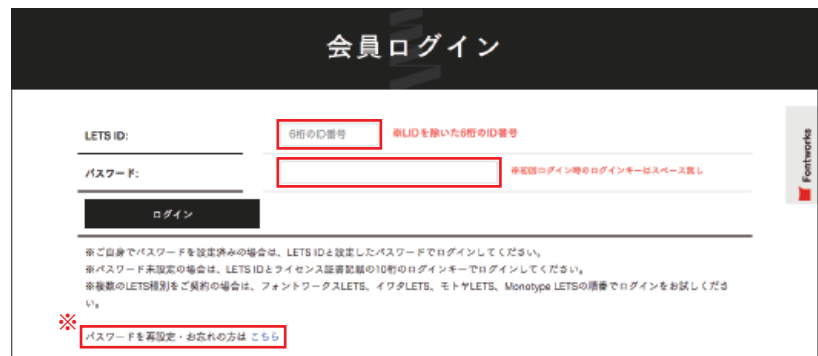 会員ログイン
LETS ID:
6桁のID番号
※LIDを除いた6桁のID番号
パスワード:
※初回ログイン時のログインキーはスペース無し
Fontworks
ログイン
※ご自身でパスワードを設定済みの場合は、LETS IDと設定したパスワードでログインしてください。
※パスワード未設定の場合は、LETS IDとライセンス証書記載の10桁のログインキーでログインしてください。
※複数のLETS種別をご契約の場合は、フォントワークスLETS、イワタLETS、モトヤLETS、Monotype LETSの順番でログインをお試しくださ
い。
※
パスワードを再設定・お忘れの方は こちら